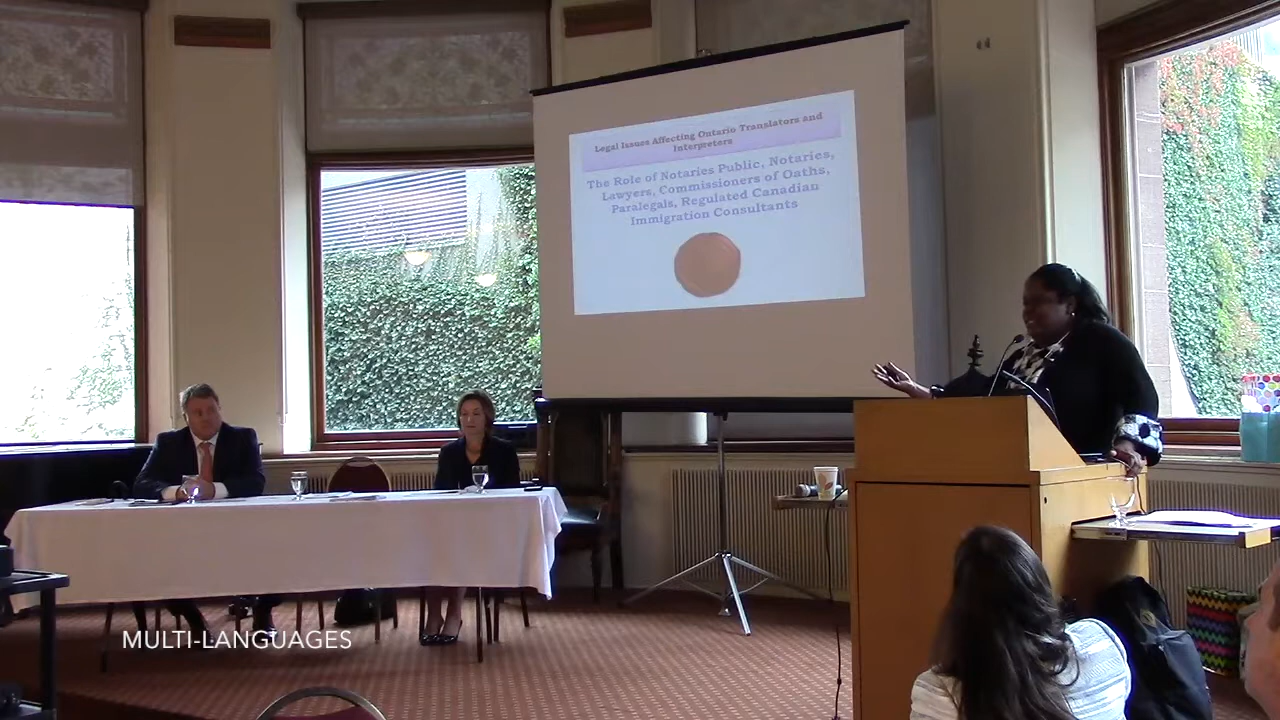 Legal Issues Affecting Ontario Translators and
Interpreters
The Role of Notaries Public, Notaries,
Lawyers, Commissioners of Oaths,
Paralegals, Regulated Canadian
Immigration Consultants
MULTI-LANGUAGES